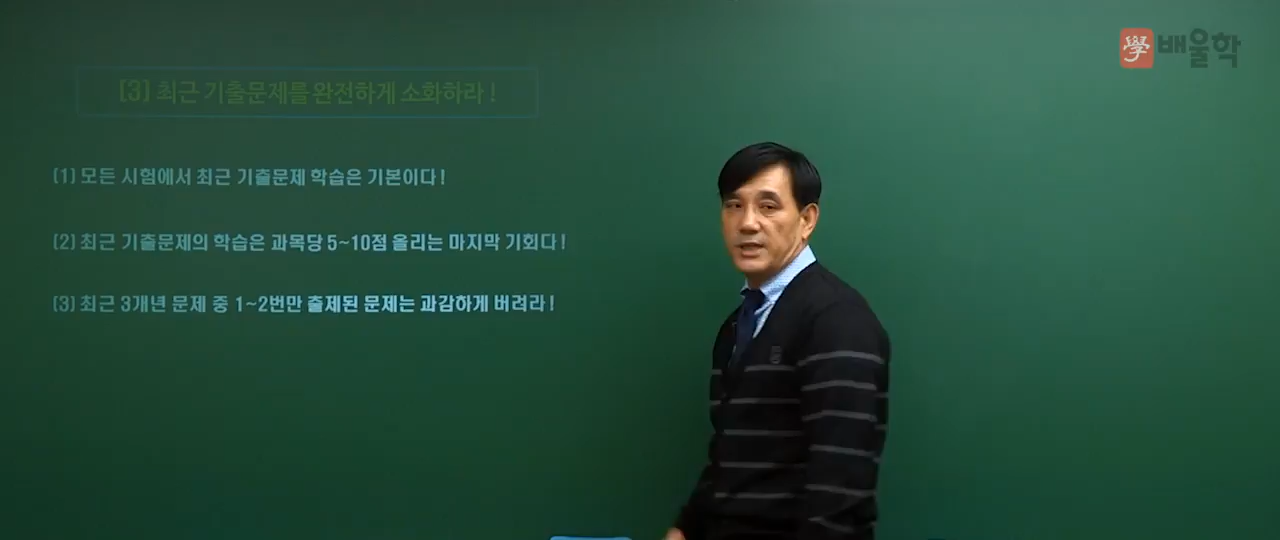 學 배울학
[3] 최근 기출문제를 완전하게 소화하라 !
(1) 모든 시험에서 최근 기출문제 학습은 기본이다 !
(2) 최근 기출문제의 학습은 과목당 5~10점 올리는 마지막 기회다 !
(3) 최근 3개년 문제 중 1~2번만 출제된 문제는 과감하게 버려라 !